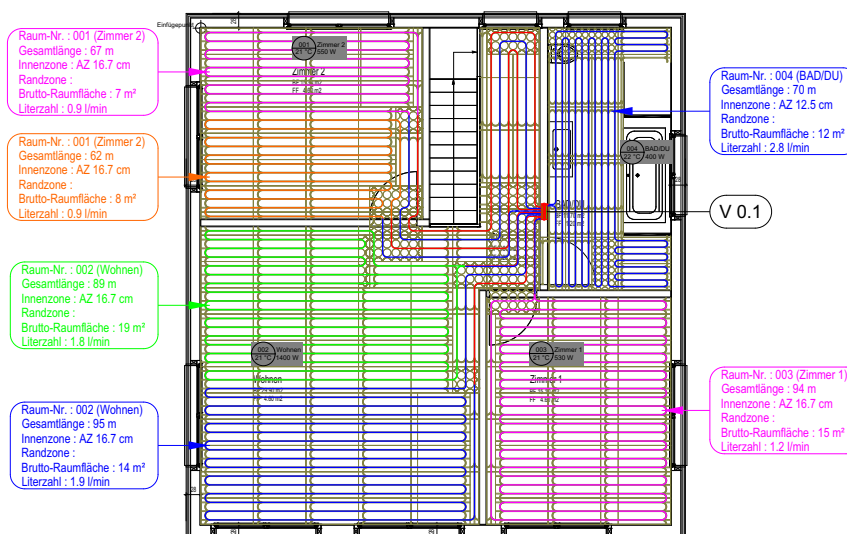 Einfügepunkt
28
Raum-Nr. : 001 (Zimmer 2)
Gesamtlänge : 67 m
Innenzone : AZ 16.7 cm
Randzone :
Brutto-Raumfläche : 7 m²
Literzahl : 0.9 l/min
Raum-Nr. : 001 (Zimmer 2)
Gesamtlänge : 62 m
Innenzone : AZ 16.7 cm
Randzone :
Brutto-Raumfläche : 8 m²
Literzahl : 0.9 l/min
Raum-Nr. : 002 (Wohnen)
Gesamtlänge : 89 m
Innenzone : AZ 16.7 cm
Randzone :
Brutto-Raumfläche : 19 m²
Literzahl : 1.8 l/min
Raum-Nr. : 002 (Wohnen)
Gesamtlänge : 95 m
Innenzone : AZ 16.7 cm
Randzone :
Brutto-Raumfläche : 14 m²
Literzahl : 1.9 l/min
28
001 Zimmer 2
21 °C 550 W
Zimmer 2
004 BAD/DU
22 °C 400 W
BAD/DU
002 Wohnen
21 °C 1400 W
Wohnen
003 Zimmer 1
21 °C 530 W
Zimmer 1
28
Raum-Nr. : 004 (BAD/DU)
Gesamtlänge : 70 m
Innenzone : AZ 12.5 cm
Randzone :
Brutto-Raumfläche : 12 m²
Literzahl : 2.8 l/min
V 0.1
Raum-Nr. : 003 (Zimmer 1)
Gesamtlänge : 94 m
Innenzone : AZ 16.7 cm
Randzone :
Brutto-Raumfläche : 15 m²
Literzahl : 1.2 l/min